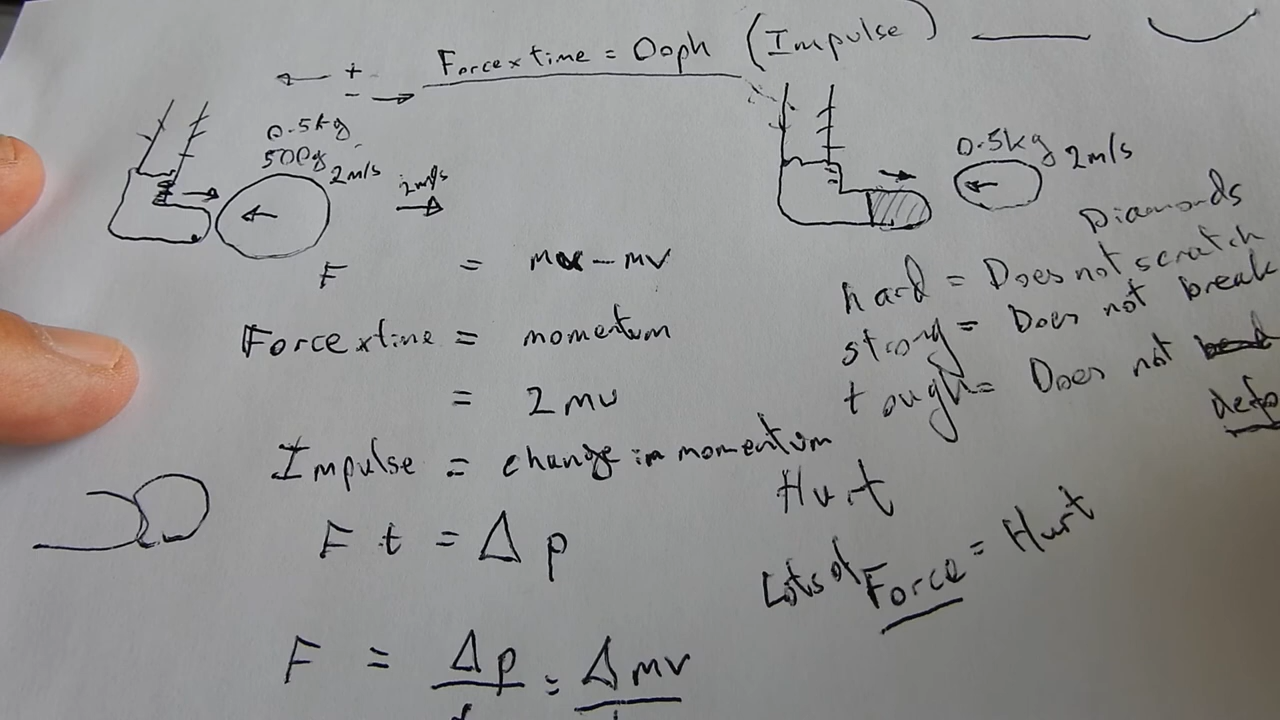 Force x time = Ooph (Impulse)
+
-
0.5kg
500g
2m/s
2m/s
0.5kg
2m/s
Diamonds
F = - mv
hard = Does not scratch
Force x time = momentum
strong = Does not break
= 2mv
tough = Does not
Impulse = change in momentum
Hurt
F t = Δ p
Lots of Force = Hurt
F = Δp = Δmv